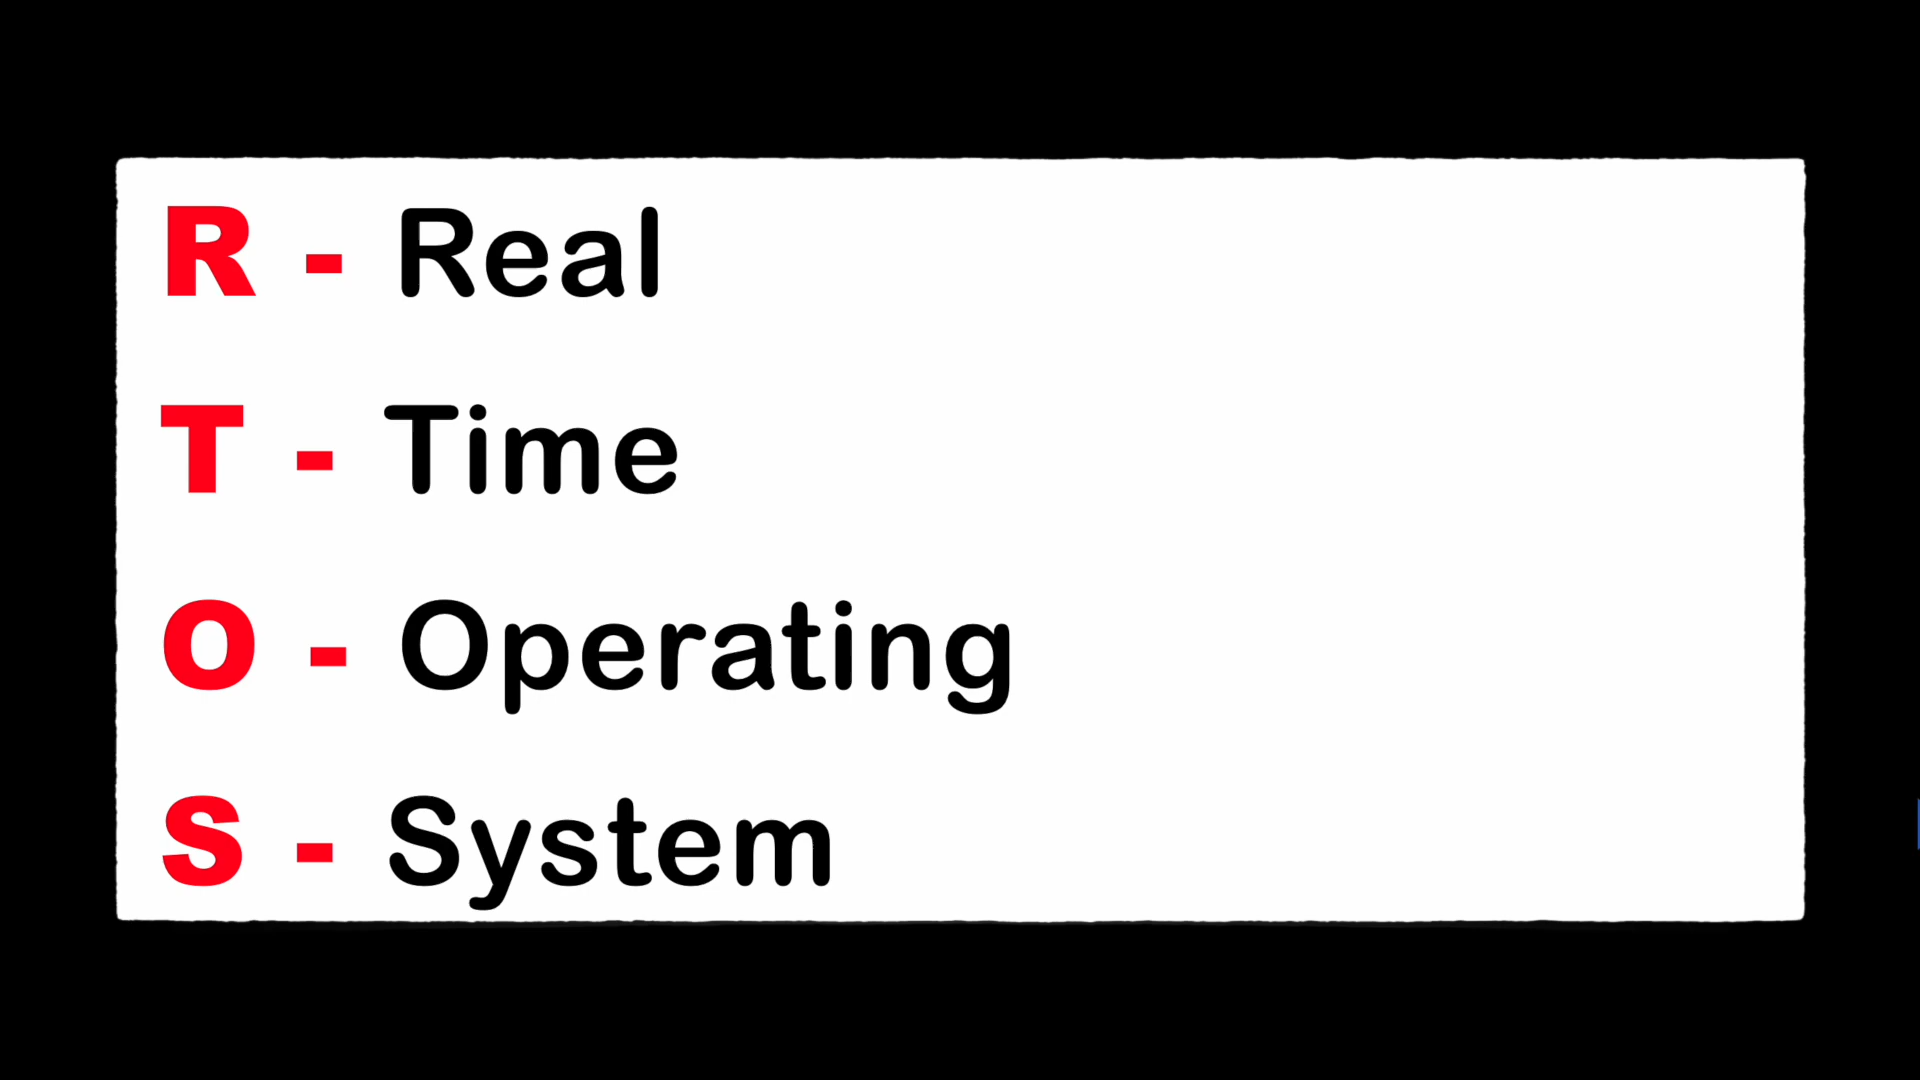 R - Real
T - Time
O - Operating
S - System